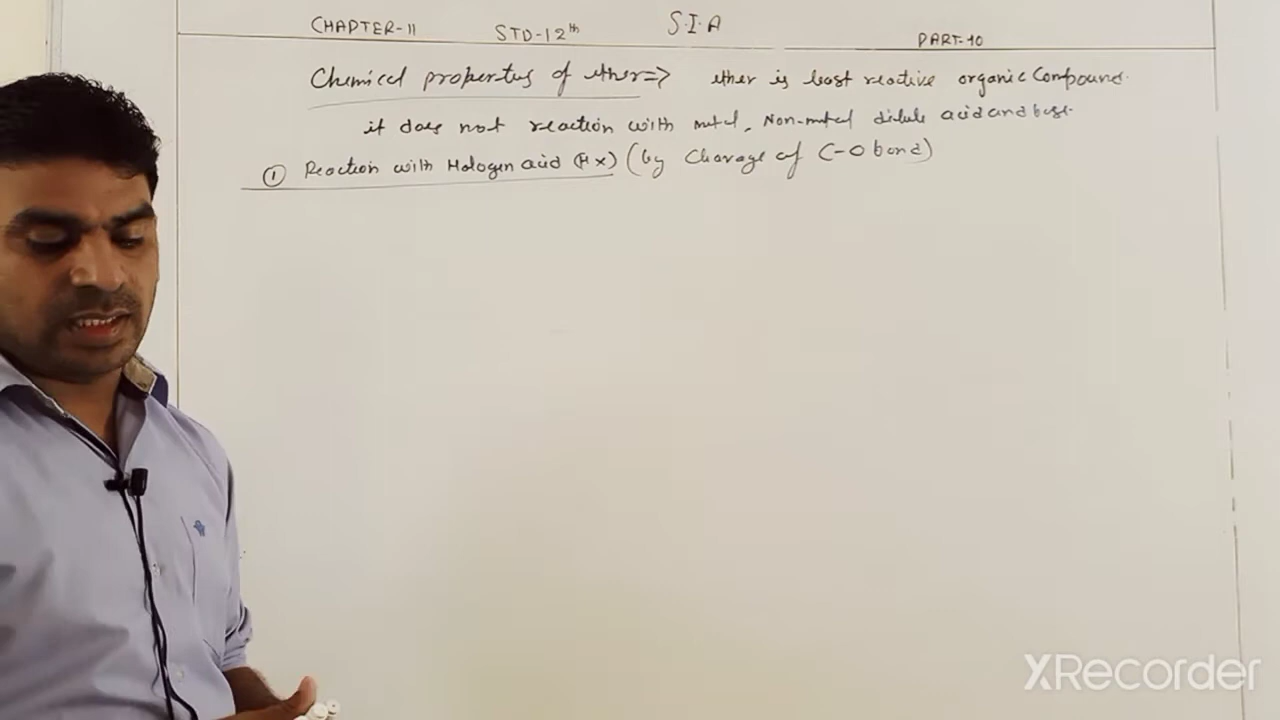 CHAPTER-11 STD-12th S.I.A PART-10
Chemical properties of ether⇒ ether is least reactive organic compound.
it does not reaction with metal, Non-metal dilute acid and base.
① Reaction with Halogen acid (HX) (by Clevage of C-O bond)
XRecorder